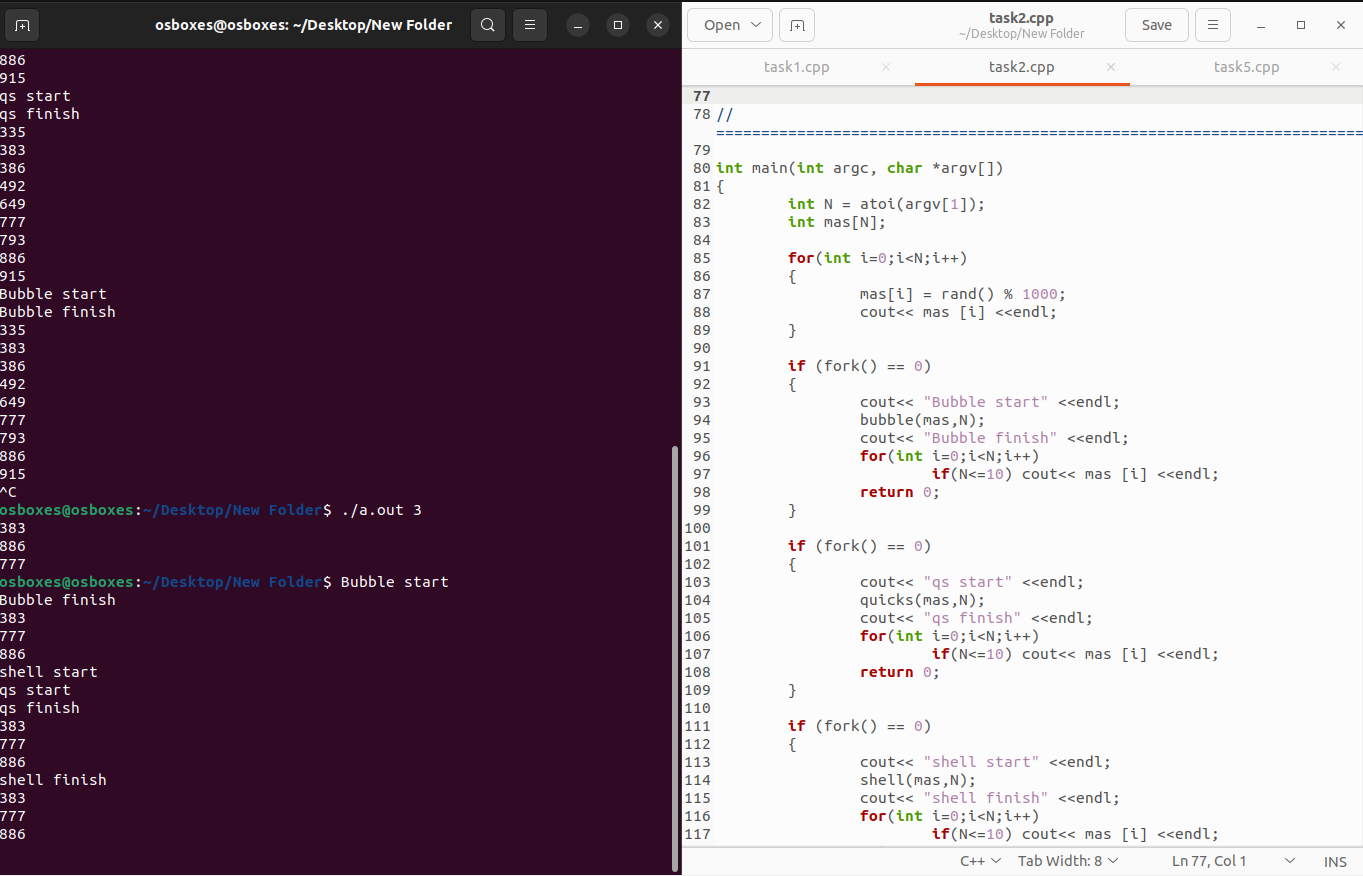 osboxes@osboxes: ~/Desktop/New Folder
886
915
qs start
qs finish
335
383
386
492
649
777
793
886
915
Bubble start
Bubble finish
335
383
386
492
649
777
793
886
915
^C
osboxes@osboxes:~/Desktop/New Folder$ ./a.out 3
383
886
777
osboxes@osboxes:~/Desktop/New Folder$ Bubble start
Bubble finish
383
777
886
shell start
qs start
qs finish
383
777
886
shell finish
383
777
886
Open
task2.cpp
~/Desktop/New Folder
Save
task1.cpp
task2.cpp
task5.cpp
77
78 //
========================================================================
79
80 int main(int argc, char *argv[])
81 {
82 int N = atoi(argv[1]);
83 int mas[N];
84
85 for(int i=0;i<N;i++)
86 {
87 mas[i] = rand() % 1000;
88 cout<< mas [i] <<endl;
89 }
90
91 if (fork() == 0)
92 {
93 cout<< "Bubble start" <<endl;
94 bubble(mas,N);
95 cout<< "Bubble finish" <<endl;
96 for(int i=0;i<N;i++)
97 if(N<=10) cout<< mas [i] <<endl;
98 return 0;
99 }
100
101 if (fork() == 0)
102 {
103 cout<< "qs start" <<endl;
104 quicks(mas,N);
105 cout<< "qs finish" <<endl;
106 for(int i=0;i<N;i++)
107 if(N<=10) cout<< mas [i] <<endl;
108 return 0;
109 }
110
111 if (fork() == 0)
112 {
113 cout<< "shell start" <<endl;
114 shell(mas,N);
115 cout<< "shell finish" <<endl;
116 for(int i=0;i<N;i++)
117 if(N<=10) cout<< mas [i] <<endl;
C++ Tab Width: 8 Ln 77, Col 1 INS